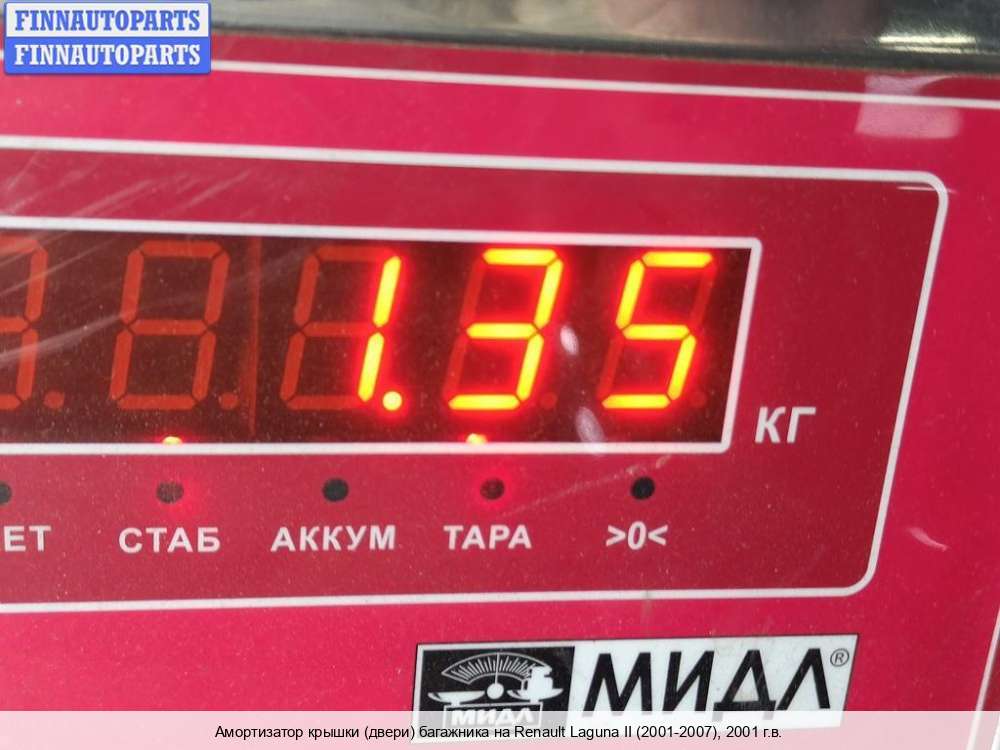 FINNAUTOPARTS
FINNAUTOPARTS
1.35
КГ
СТАБ АККУМ ТАРА >0<
МИДЛ МИДЛ®
Амортизатор крышки (двери) багажника на Renault Laguna II (2001-2007), 2001 г.в.